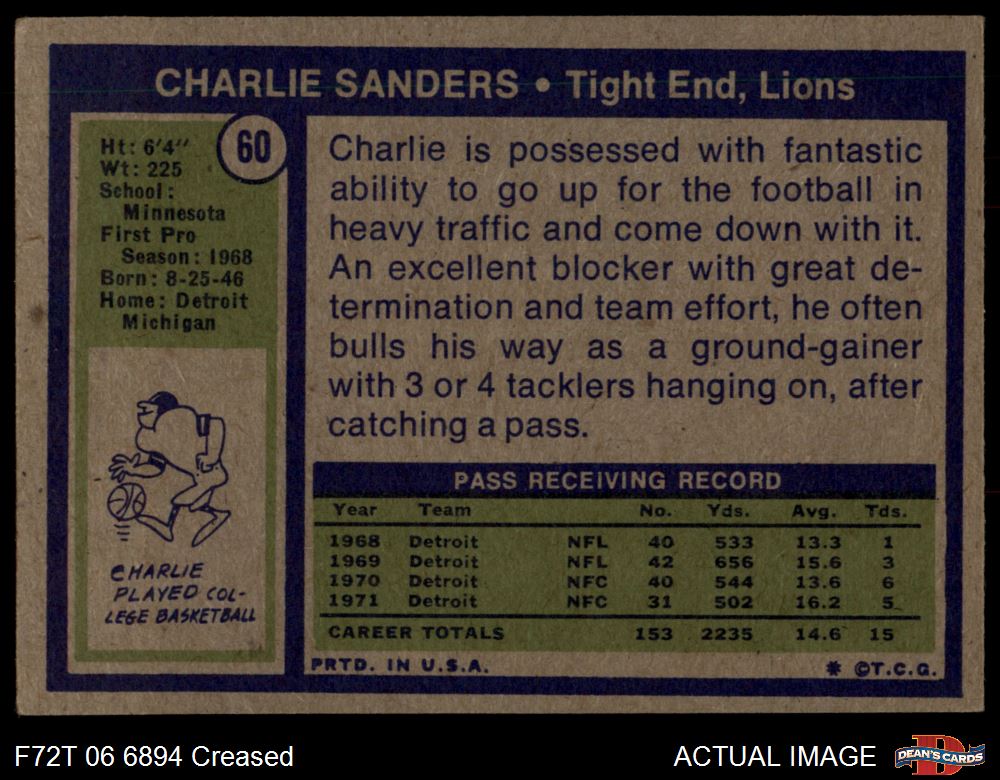 CHARLIE SANDERS • Tight End, Lions
60
Ht: 6'4"
Wt: 225
School:
Minnesota
First Pro
Season: 1968
Born: 8-25-46
Home: Detroit
Michigan
CHARLIE
PLAYED COL-
LEGE BASKETBALL
Charlie is possessed with fantastic
ability to go up for the football in
heavy traffic and come down with it.
An excellent blocker with great de-
termination and team effort, he often
bulls his way as a ground-gainer
with 3 or 4 tacklers hanging on, after
catching a pass.
PASS RECEIVING RECORD
Year Team No. Yds. Avg. Tds.
1968 Detroit NFL 40 533 13.3 1
1969 Detroit NFL 42 656 15.6 3
1970 Detroit NFC 40 544 13.6 6
1971 Detroit NFC 31 502 16.2 5
CAREER TOTALS 153 2235 14.6 15
PRTD. IN U.S.A. * ©T.C.G.
F72T 06 6894 Creased
ACTUAL IMAGE
DEAN'S CARDS